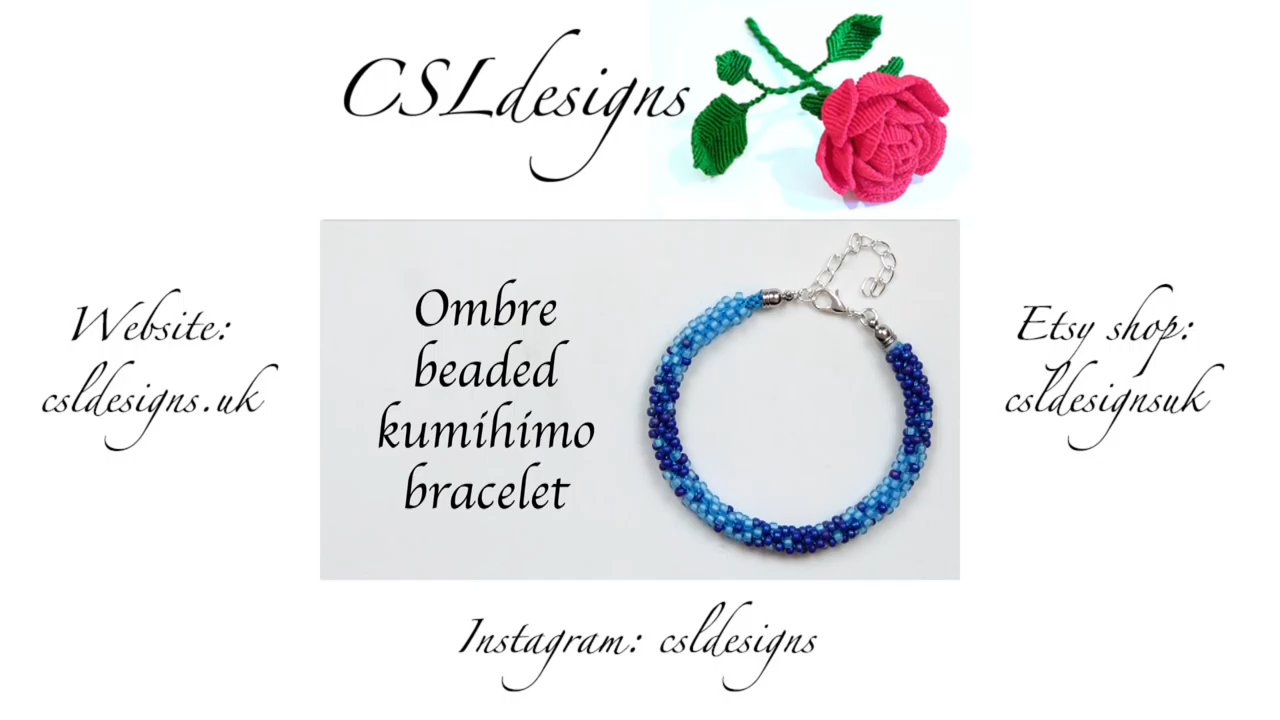 CSLdesigns
Ombre
beaded
kumihimo
bracelet
Website:
csldesigns.uk
Etsy shop:
csldesignsuk
Instagram: csldesigns